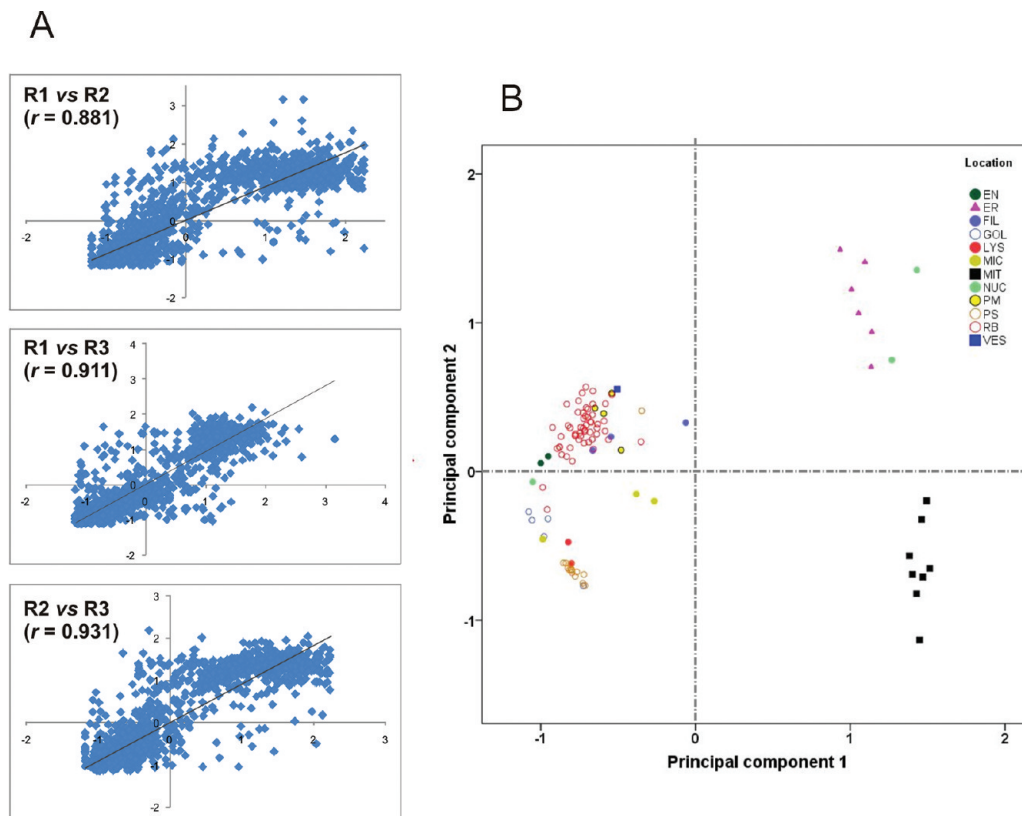 A
R1 vs R2
(r = 0.881)
3
2
1
0
-2
-1
0
1
2
-1
-2
R1 vs R3
(r = 0.911)
4
3
2
1
0
-2
-1
0
1
2
3
4
-1
-2
R2 vs R3
(r = 0.931)
3
2
1
0
-2
-1
0
1
2
3
-1
-2
B
Location
EN
ER
FIL
GOL
LYS
MIC
MIT
NUC
PM
PS
RB
VES
Principal component 2
2
1
0
-1
-1
0
1
2
Principal component 1